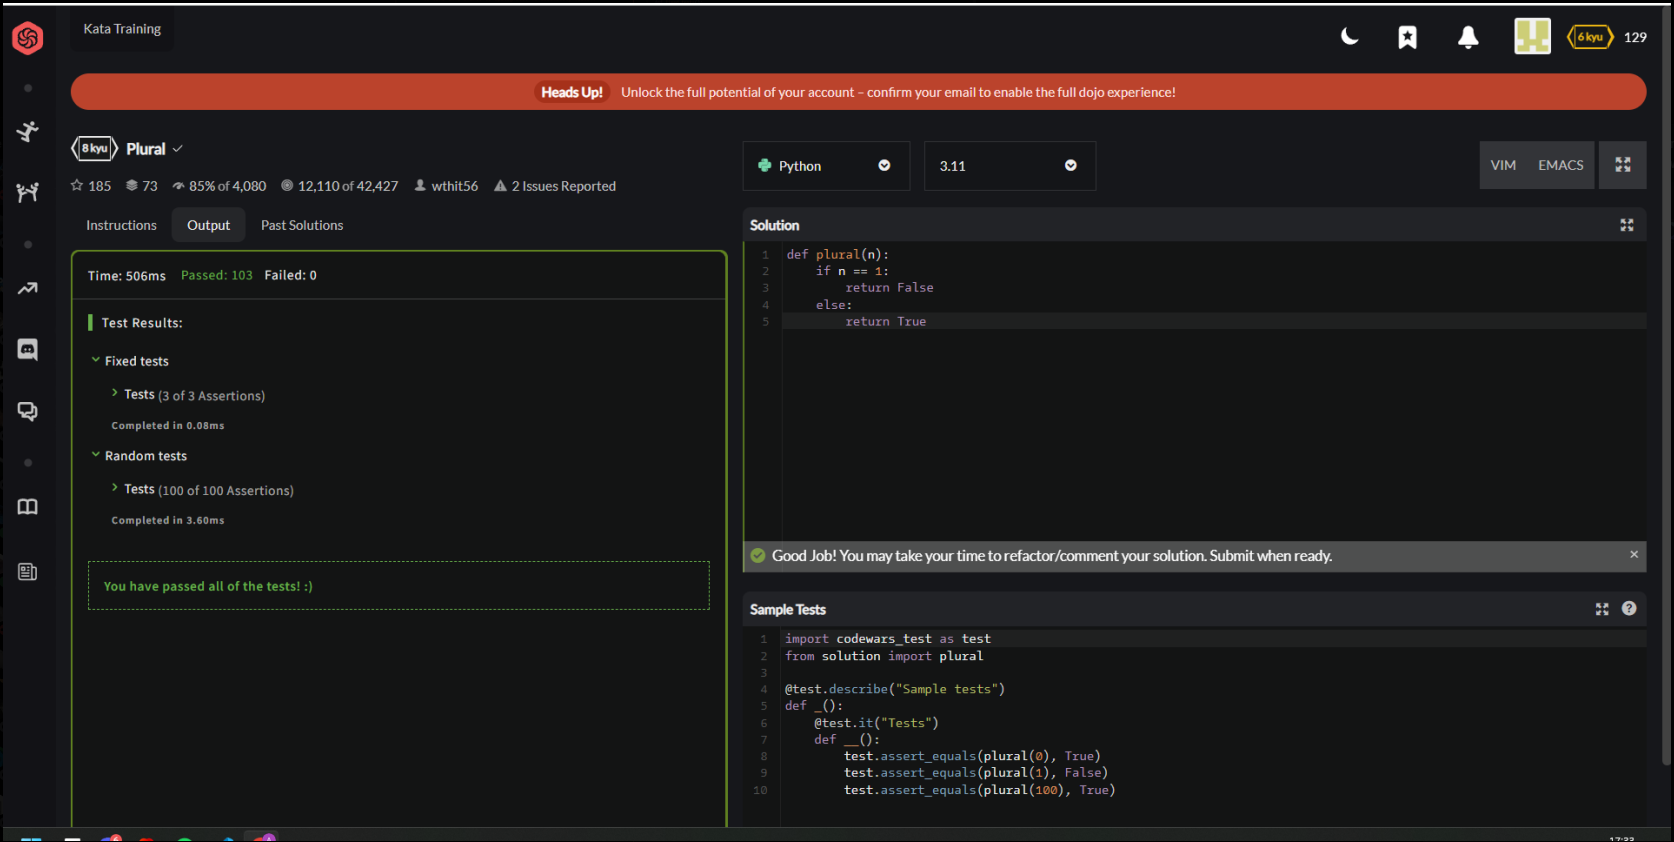 Kata Training
6 kyu 129
Heads Up! Unlock the full potential of your account – confirm your email to enable the full dojo experience!
8 kyu Plural
185 73 85% of 4,080 12,110 of 42,427 wthit56 2 Issues Reported
Instructions Output Past Solutions
Time: 506ms Passed: 103 Failed: 0
Test Results:
Fixed tests
Tests (3 of 3 Assertions)
Completed in 0.08ms
Random tests
Tests (100 of 100 Assertions)
Completed in 3.60ms
You have passed all of the tests! :)
Python 3.11 VIM EMACS
Solution
1 def plural(n):
2     if n == 1:
3         return False
4     else:
5         return True
Good Job! You may take your time to refactor/comment your solution. Submit when ready.
Sample Tests
1 import codewars_test as test
2 from solution import plural
3
4 @test.describe("Sample tests")
5 def _():
6     @test.it("Tests")
7     def __():
8         test.assert_equals(plural(0), True)
9         test.assert_equals(plural(1), False)
10         test.assert_equals(plural(100), True)